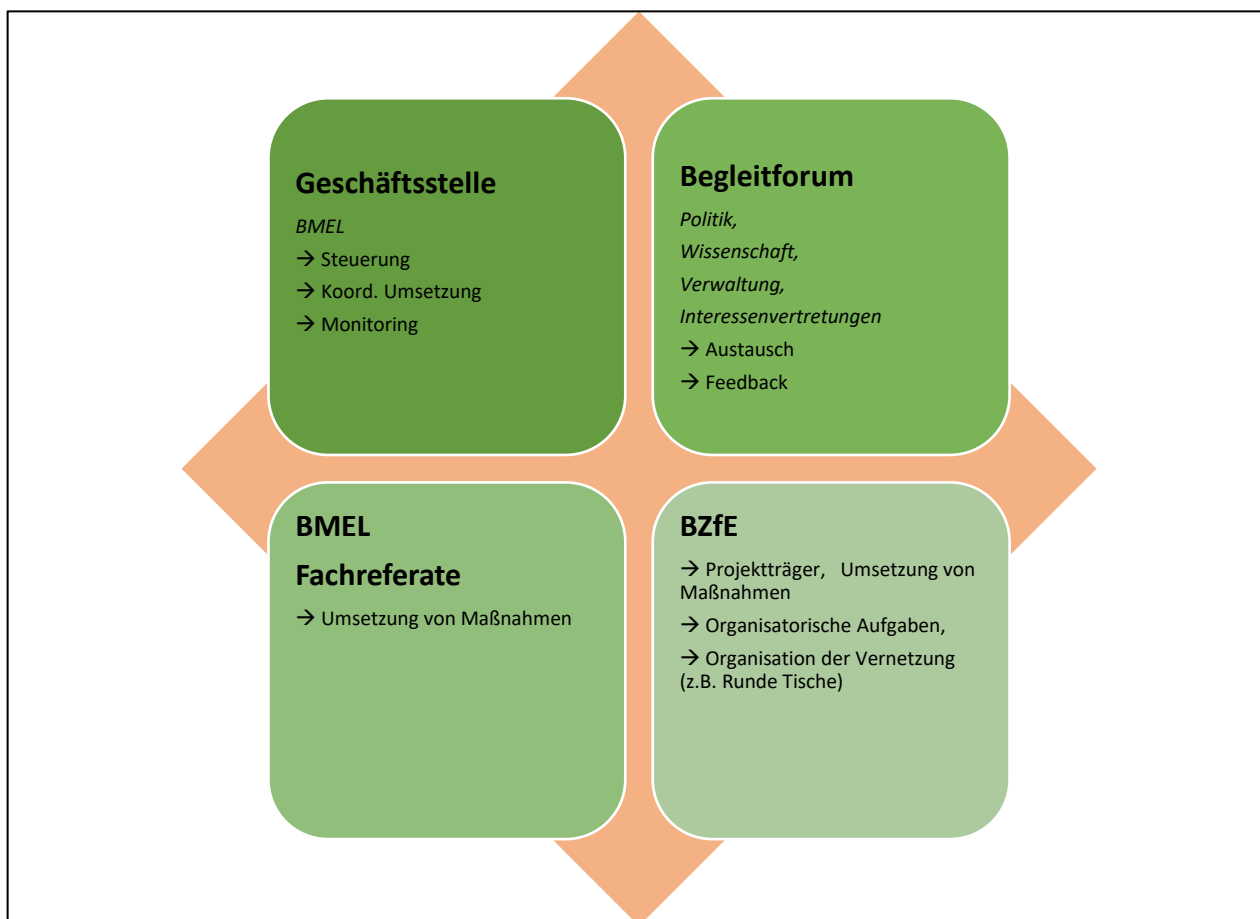 Geschäftsstelle
BMEL
→ Steuerung
→ Koord. Umsetzung
→ Monitoring
Begleitforum
Politik,
Wissenschaft,
Verwaltung,
Interessenvertretungen
→ Austausch
→ Feedback
BMEL
Fachreferate
→ Umsetzung von Maßnahmen
BZfE
→ Projektträger, Umsetzung von
Maßnahmen
→ Organisatorische Aufgaben,
→ Organisation der Vernetzung
(z.B. Runde Tische)